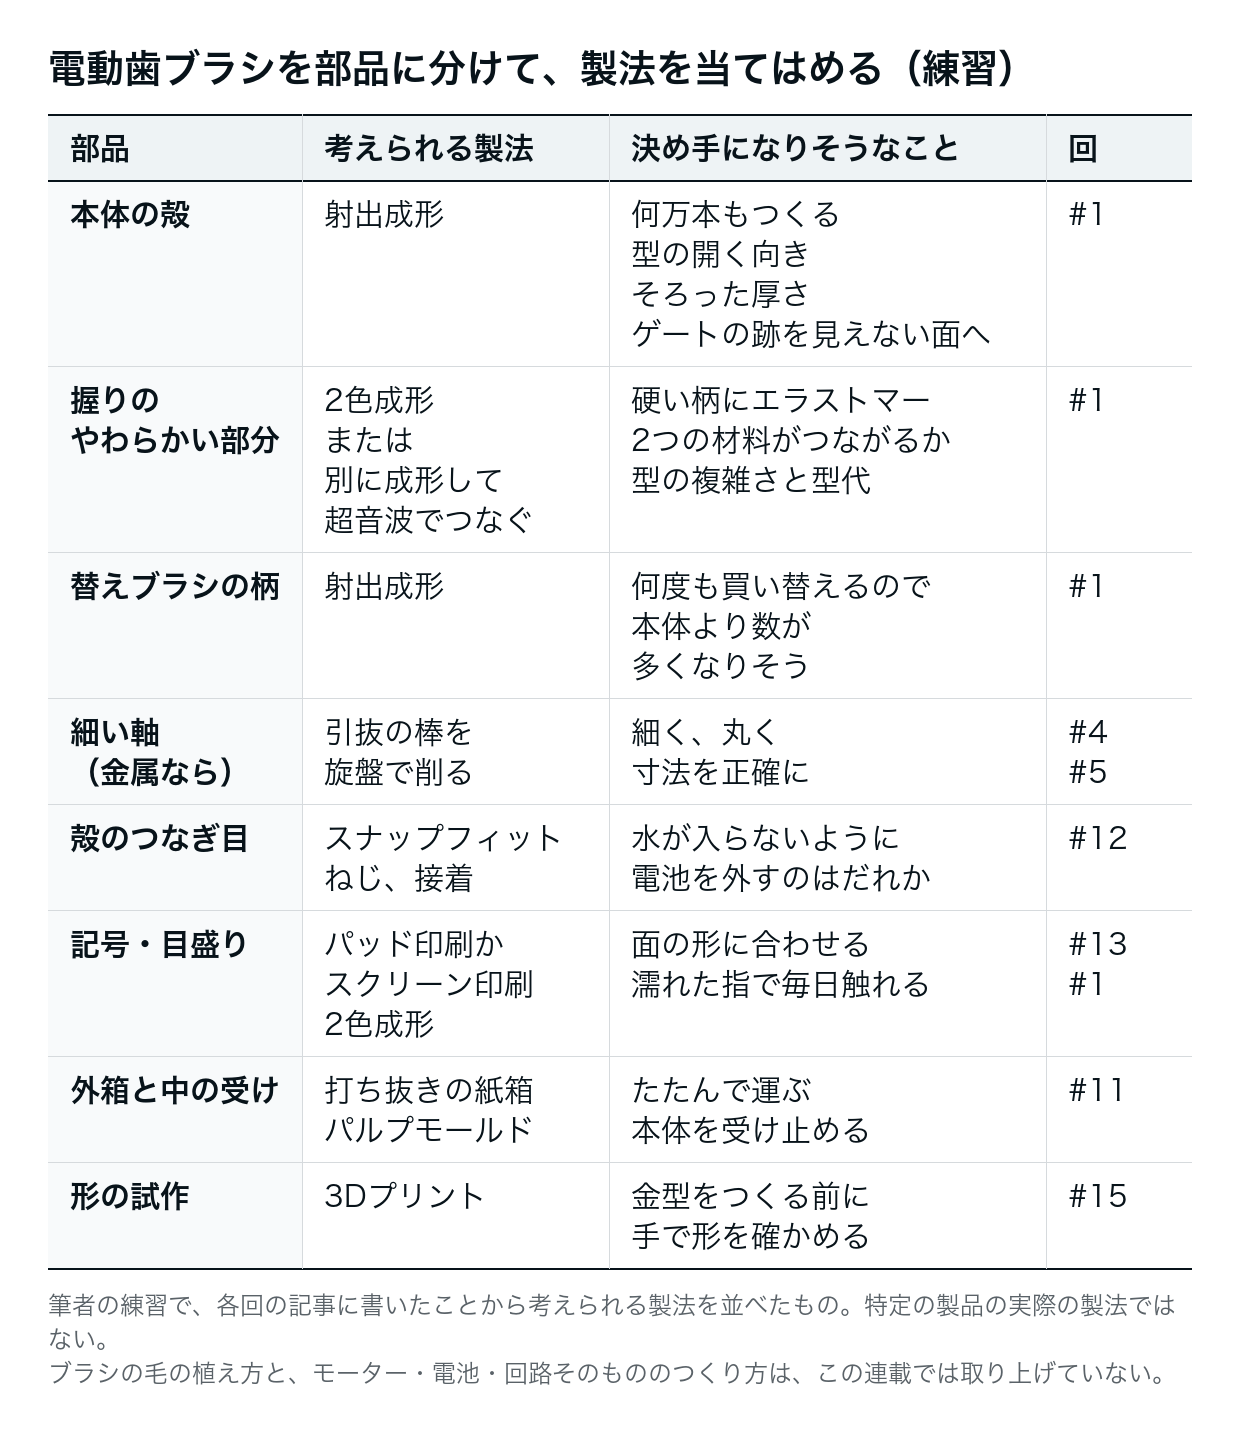 電動歯ブラシを部品に分けて、製法を当てはめる（練習）
部品 考えられる製法 決め手になりそうなこと 回
本体の殻 射出成形 何万本もつくる #1
型の開く向き
そろった厚さ
ゲートの跡を見えない面へ
握りの 2色成形 硬い柄にエラストマー #1
やわらかい部分 または 2つの材料がつながるか
別に成形して 型の複雑さと型代
超音波でつなぐ
替えブラシの柄 射出成形 何度も買い替えるので #1
本体より数が
多くなりそう
細い軸 引抜の棒を 細く、丸く #4
（金属なら） 旋盤で削る 寸法を正確に #5
殻のつなぎ目 スナップフィット 水が入らないように #12
ねじ、接着 電池を外すのはだれか
記号・目盛り パッド印刷か 面の形に合わせる #13
スクリーン印刷 濡れた指で毎日触れる #1
2色成形
外箱と中の受け 打ち抜きの紙箱 たたんで運ぶ #11
パルプモールド 本体を受け止める
形の試作 3Dプリント 金型をつくる前に #15
手で形を確かめる
筆者の練習で、各回の記事に書いたことから考えられる製法を並べたもの。特定の製品の実際の製法では
ない。
ブラシの毛の植え方と、モーター・電池・回路そのもののつくり方は、この連載では取り上げていない。